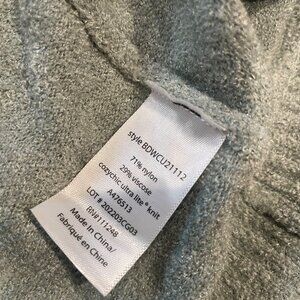 style BDWCU21112
71% nylon
29% viscose
cozychic ultra lite® knit
A476513
LOT # 202203CG03
RN#111248
Made in China/
Fabriqué en Chine